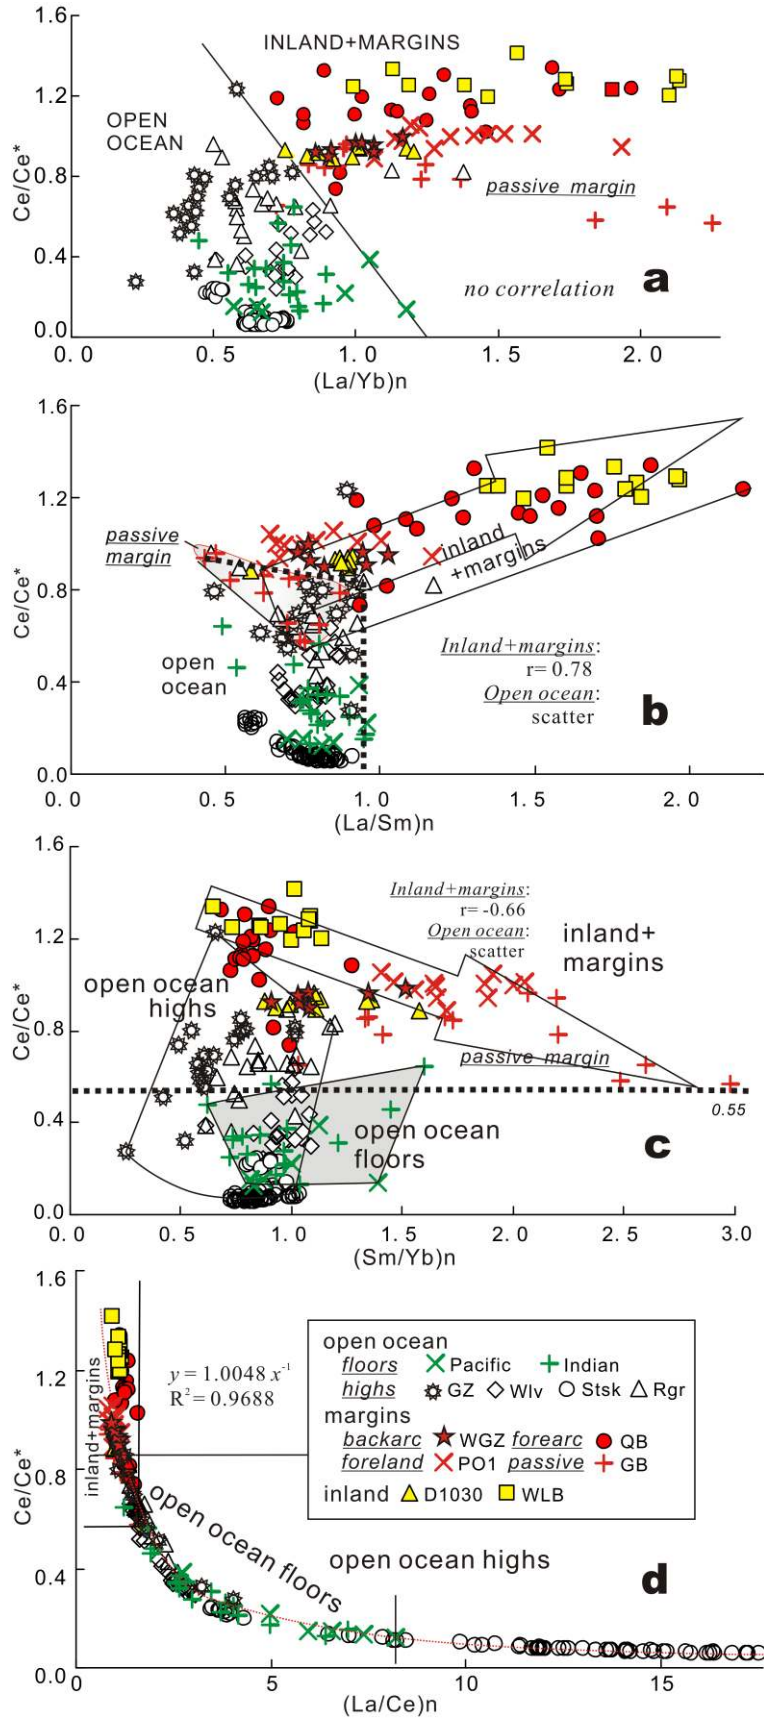 1.6
1.2
0.8
0.4
0.0
Ce/Ce*
INLAND+MARGINS
OPEN
OCEAN
passive margin
no correlation
a
0.0
0.5
1.0
1.5
2.0
(La/Yb)n
1.6
1.2
0.8
0.4
0.0
Ce/Ce*
passive
margin
inland
+margins
open
ocean
Inland+margins:
r= 0.78
Open ocean:
scatter
b
0.0
0.5
1.0
1.5
2.0
(La/Sm)n
1.6
1.2
0.8
0.4
0.0
Ce/Ce*
Inland+margins:
r= -0.66
Open ocean:
scatter
inland+
margins
open ocean
highs
passive margin
0.55
open ocean
floors
c
0.0
0.5
1.0
1.5
2.0
2.5
3.0
(Sm/Yb)n
1.6
1.2
0.8
0.4
0.0
Ce/Ce*
inland+margins
y = 1.0048 x-1
R2 = 0.9688
open ocean
floors Pacific Indian
highs GZ Wlv Stsk Rgr
margins
backarc WGZ forearc QB
foreland PO1 passive GB
inland D1030 WLB
open ocean floors
open ocean highs
d
0
5
10
15
(La/Ce)n